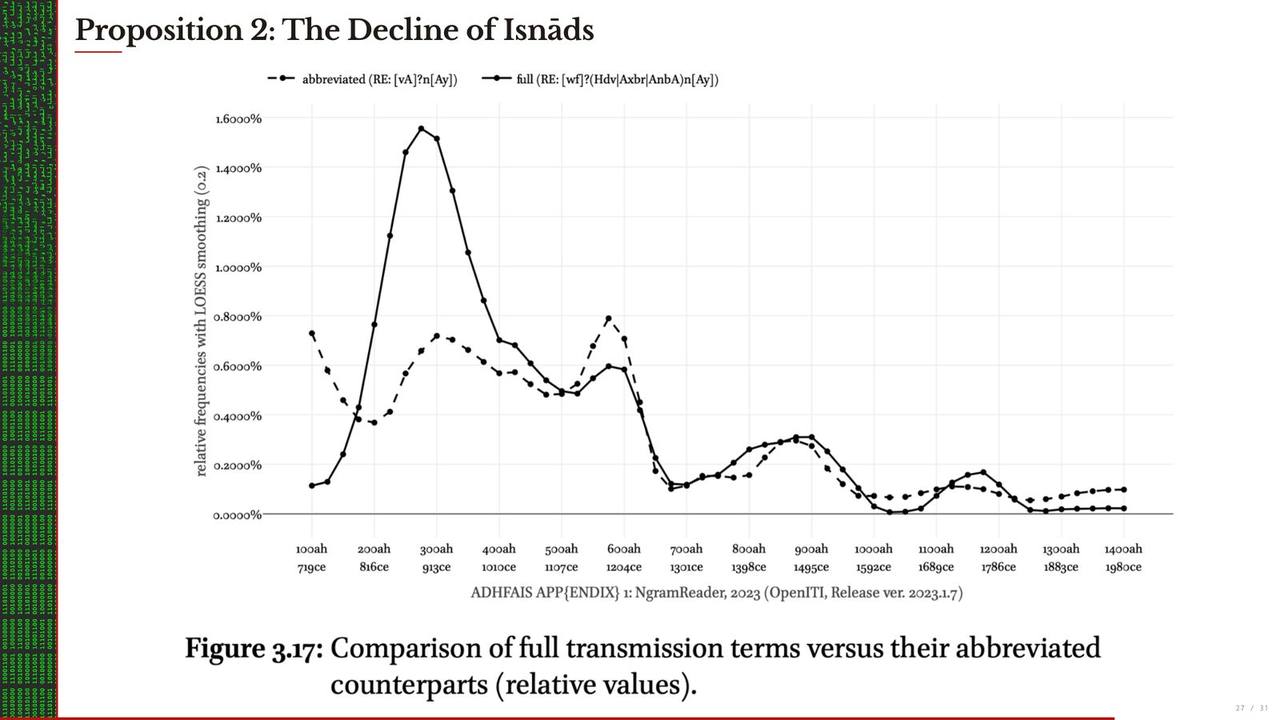 Proposition 2: The Decline of Isnāds
abbreviated (RE: [vA]?n[Ay])
full (RE: [wf]?(Hdv|Axbr|AnbA)n[Ay])
relative frequencies with LOESS smoothing (0.2)
1.6000%
1.4000%
1.2000%
1.0000%
0.8000%
0.6000%
0.4000%
0.2000%
0.0000%
100ah 200ah 300ah 400ah 500ah 600ah 700ah 800ah 900ah 1000ah 1100ah 1200ah 1300ah 1400ah
719ce 816ce 913ce 1010ce 1107ce 1204ce 1301ce 1398ce 1495ce 1592ce 1689ce 1786ce 1883ce 1980ce
ADHFAIS APP{ENDIX} 1: NgramReader, 2023 (OpenITI, Release ver. 2023.1.7)
Figure 3.17: Comparison of full transmission terms versus their abbreviated
counterparts (relative values).
27 / 31